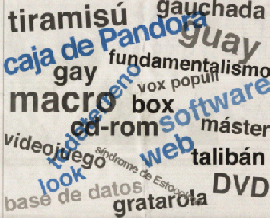 tiramisú
gauchada
caja de Pandora
guay
gay
fundamentalismo
vox populi
macro
box
software
cd-rom
máster
videojuego
web
talibán
síndrome de Estocolmo
look
DVD
base de datos
gratarola